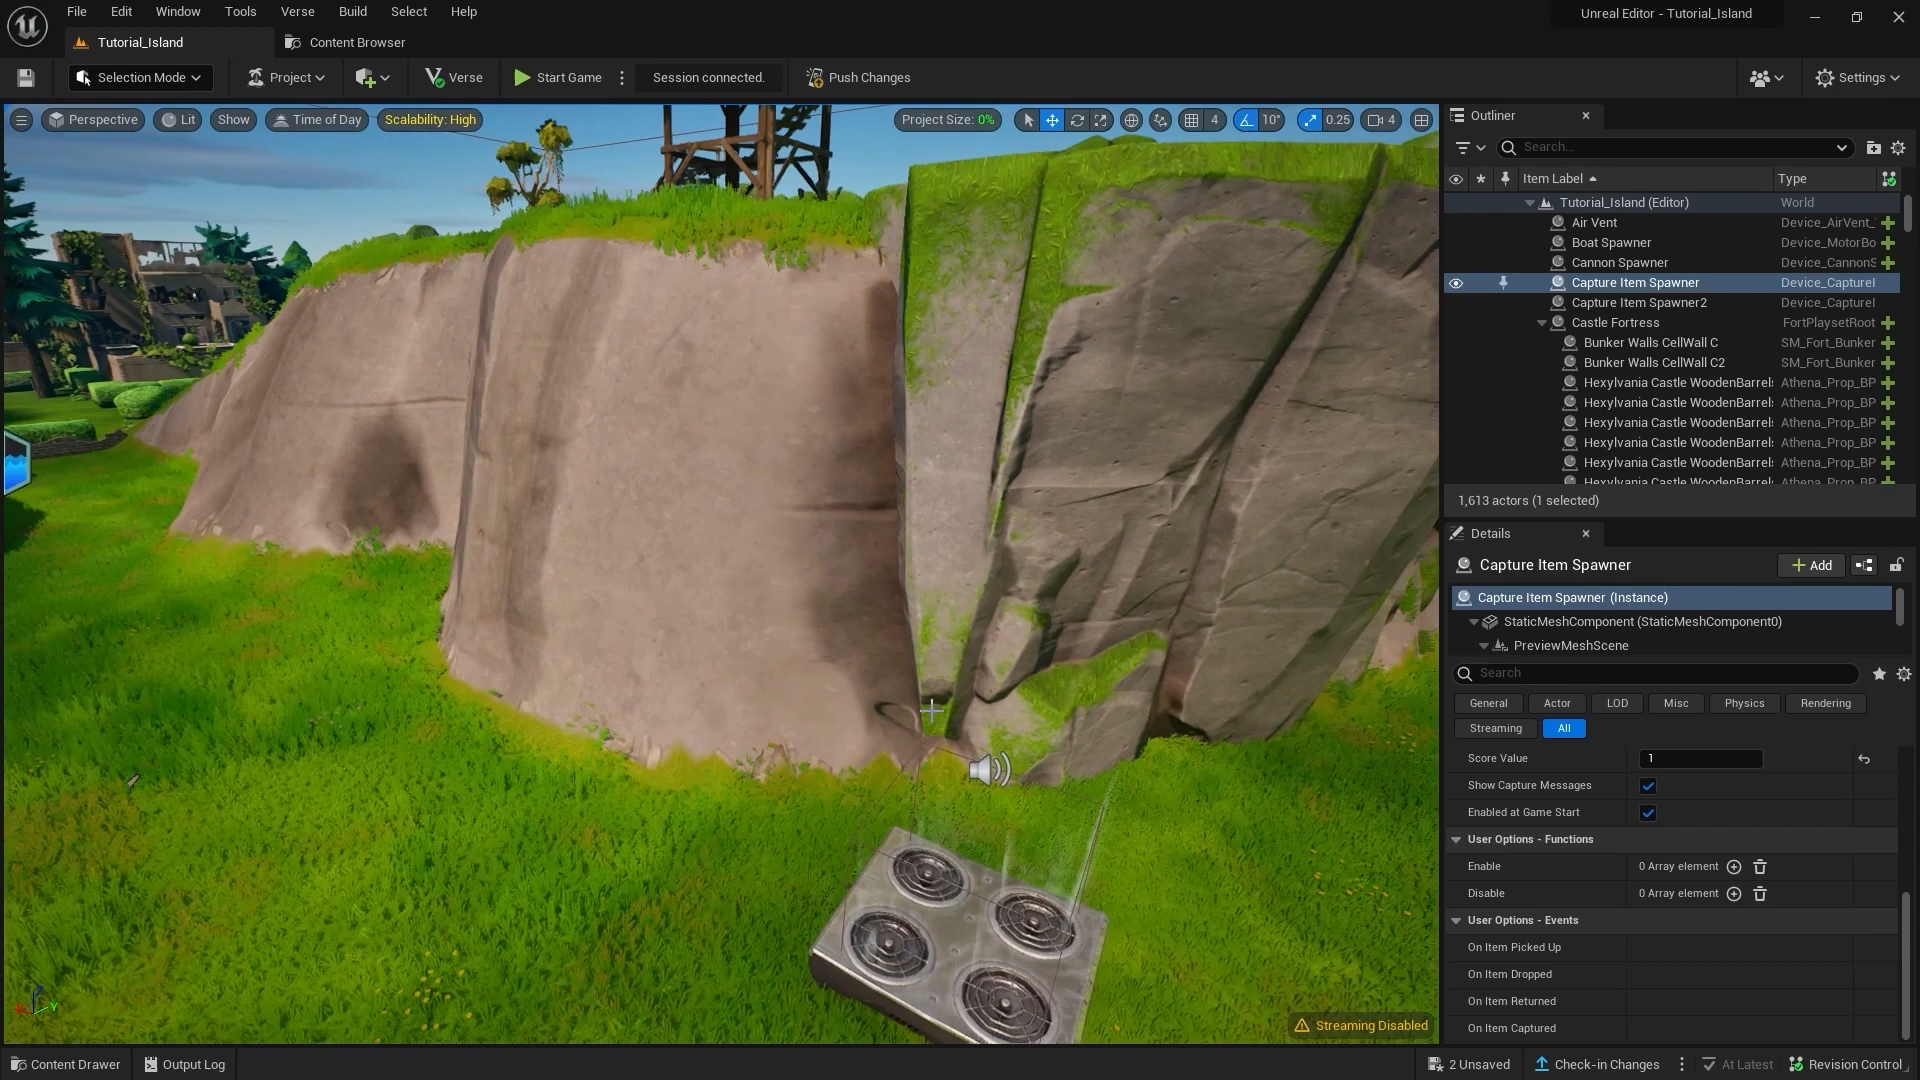 File Edit Window Tools Verse Build Select Help
Unreal Editor - Tutorial_Island
Tutorial_Island
Content Browser
Selection Mode
Project
Verse
Start Game
Session connected.
Push Changes
Settings
Perspective
Lit
Show
Time of Day
Scalability: High
Project Size: 0%
4
10°
0.25
4
Outliner
Search...
Item Label
Type
Tutorial_Island (Editor) World
Air Vent Device_AirVent_
Boat Spawner Device_MotorBo
Cannon Spawner Device_CannonS
Capture Item Spawner Device_CaptureI
Capture Item Spawner2 Device_CaptureI
Castle Fortress FortPlaysetRoot
Bunker Walls CellWall C SM_Fort_Bunker
Bunker Walls CellWall C2 SM_Fort_Bunker
Hexylvania Castle WoodenBarrels Athena_Prop_BP
Hexylvania Castle WoodenBarrels Athena_Prop_BP
Hexylvania Castle WoodenBarrels Athena_Prop_BP
Hexylvania Castle WoodenBarrels Athena_Prop_BP
Hexylvania Castle WoodenBarrels Athena_Prop_BP
Hexylvania Castle WoodenBarrels Athena_Prop_BP
1,613 actors (1 selected)
Details
Capture Item Spawner
Add
Capture Item Spawner (Instance)
StaticMeshComponent (StaticMeshComponent0)
PreviewMeshScene
Search
General Actor LOD Misc Physics Rendering
Streaming All
Score Value 1
Show Capture Messages
Enabled at Game Start
User Options - Functions
Enable 0 Array element
Disable 0 Array element
User Options - Events
On Item Picked Up
On Item Dropped
On Item Returned
On Item Captured
Y
Streaming Disabled
Content Drawer
Output Log
2 Unsaved
Check-in Changes
At Latest
Revision Control